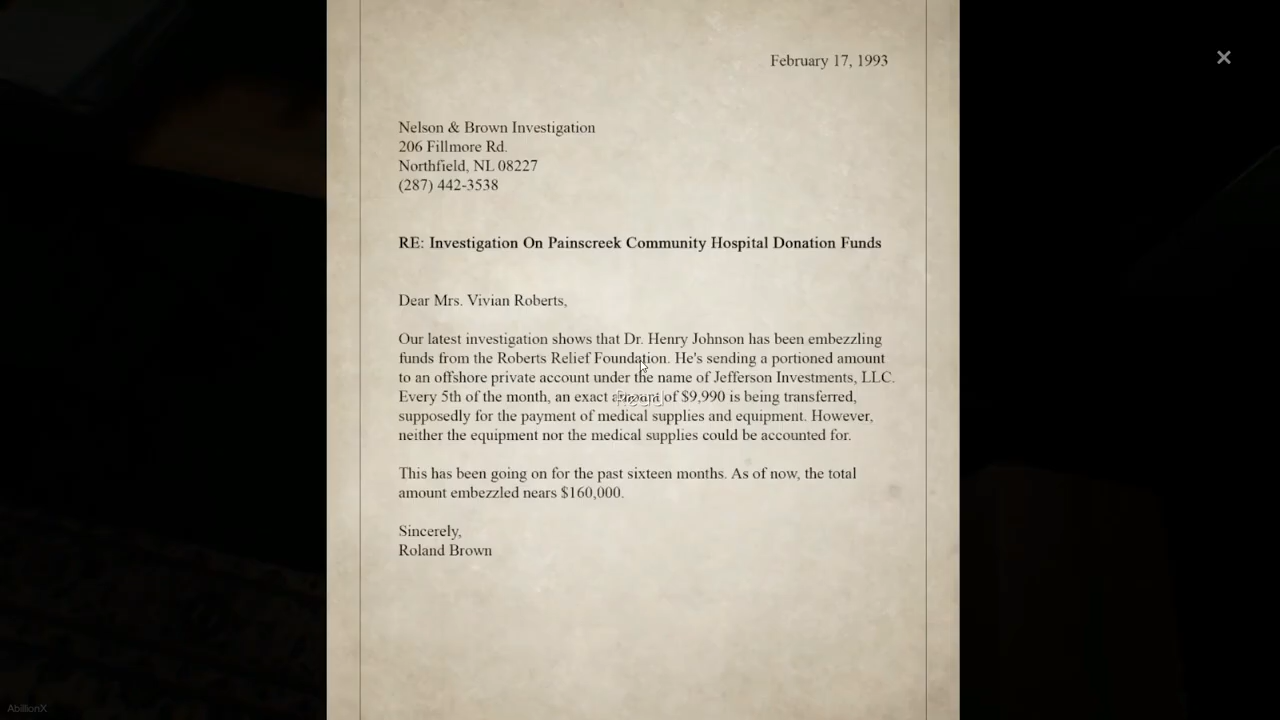 February 17, 1993
Nelson & Brown Investigation
206 Fillmore Rd.
Northfield, NL 08227
(287) 442-3538
RE: Investigation On Painscreek Community Hospital Donation Funds
Dear Mrs. Vivian Roberts,
Our latest investigation shows that Dr. Henry Johnson has been embezzling
funds from the Roberts Relief Foundation. He's sending a portioned amount
to an offshore private account under the name of Jefferson Investments, LLC.
Every 5th of the month, an exact amount of $9,990 is being transferred,
supposedly for the payment of medical supplies and equipment. However,
neither the equipment nor the medical supplies could be accounted for.
This has been going on for the past sixteen months. As of now, the total
amount embezzled nears $160,000.
Sincerely,
Roland Brown
Read
AbillionX